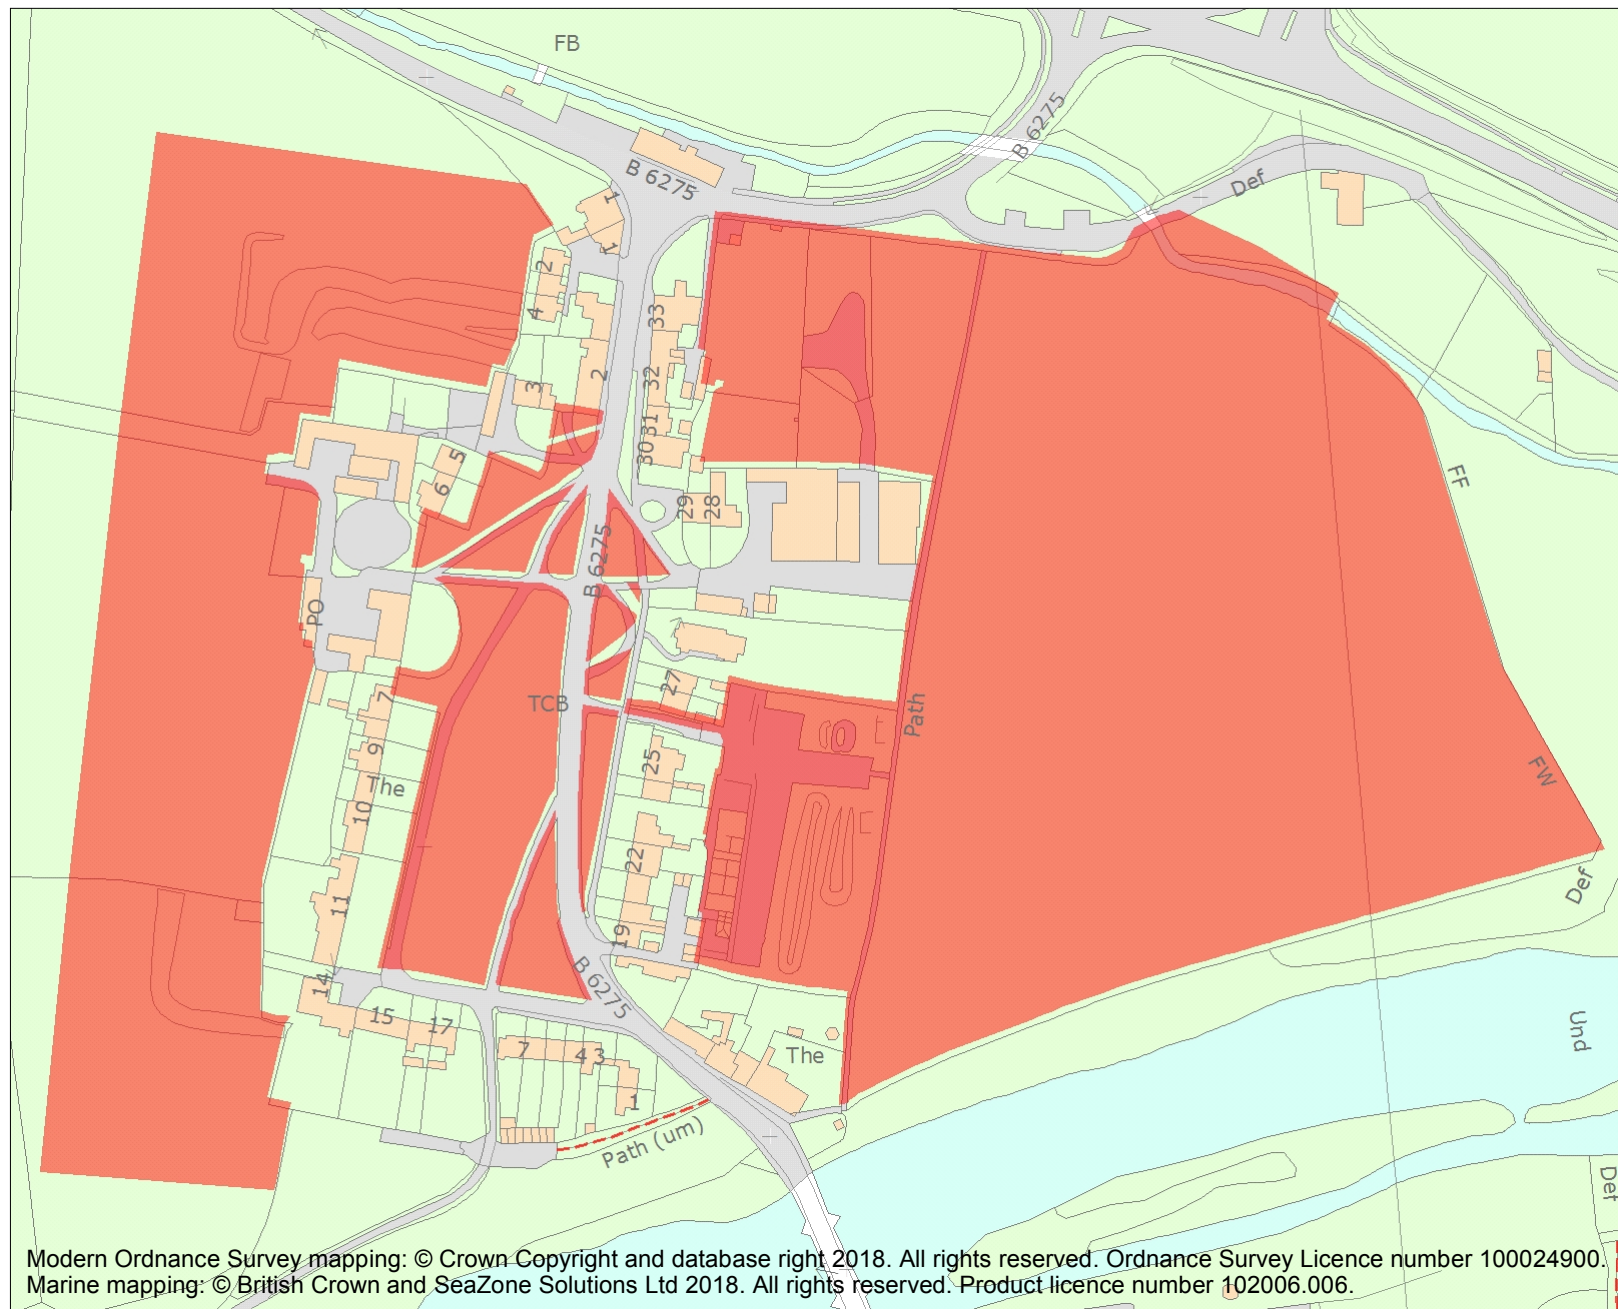 FB
B 6275
B 6275
Def
1
1
2
4
33
3
2
32
31
30
5
6
29
28
FF
B 6275
PO
Path
27
7
TCB
25
9
The
10
FW
22
11
Def
19
14
B 6275
15
17
Und
7
4 3
The
1
Path (um)
Def
Modern Ordnance Survey mapping: © Crown Copyright and database right 2018. All rights reserved. Ordnance Survey Licence number 100024900.
Marine mapping: © British Crown and SeaZone Solutions Ltd 2018. All rights reserved. Product licence number 102006.006.